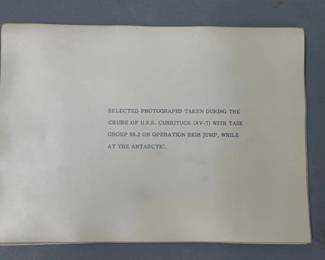 SELECTED PHOTOGRAPHS TAKEN DURING THE
CRUISE OF U.S.S. CURRITUCK (AV-7) WITH TASK
GROUP 68.2 ON OPERATION HIGH JUMP, WHILE
AT THE ANTARCTIC.